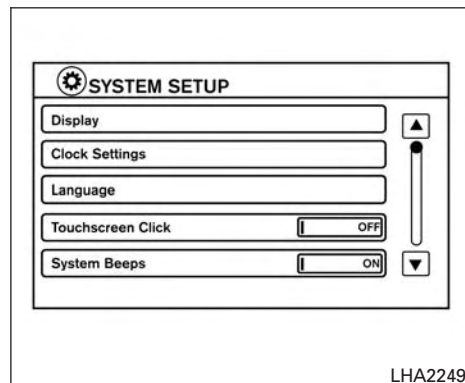 SYSTEM SETUP
Display
Clock Settings
Language
Touchscreen Click OFF
System Beeps ON
LHA2249